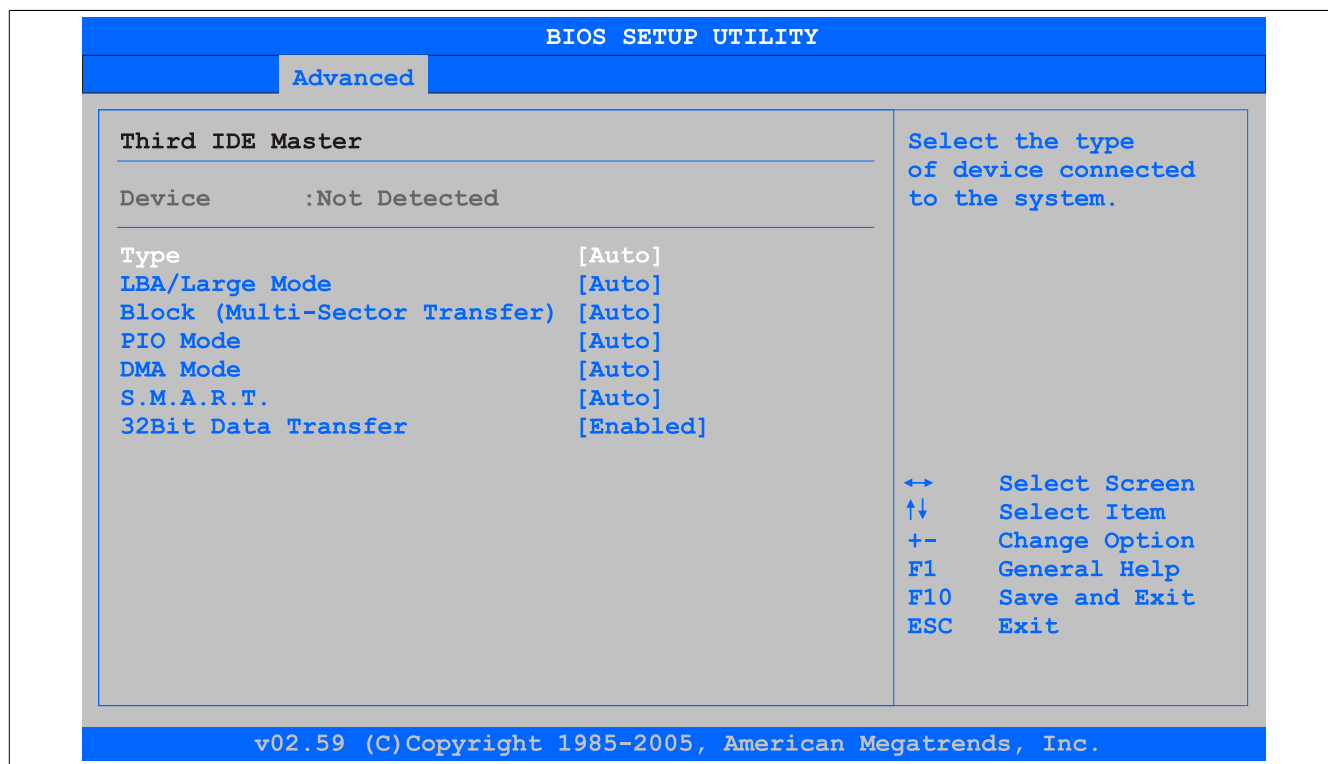 BIOS SETUP UTILITY
Advanced
Third IDE Master
Device :Not Detected
Type [Auto]
LBA/Large Mode [Auto]
Block (Multi-Sector Transfer) [Auto]
PIO Mode [Auto]
DMA Mode [Auto]
S.M.A.R.T. [Auto]
32Bit Data Transfer [Enabled]
Select the type
of device connected
to the system.
↔ Select Screen
↑↓ Select Item
+- Change Option
F1 General Help
F10 Save and Exit
ESC Exit
v02.59 (C)Copyright 1985-2005, American Megatrends, Inc.